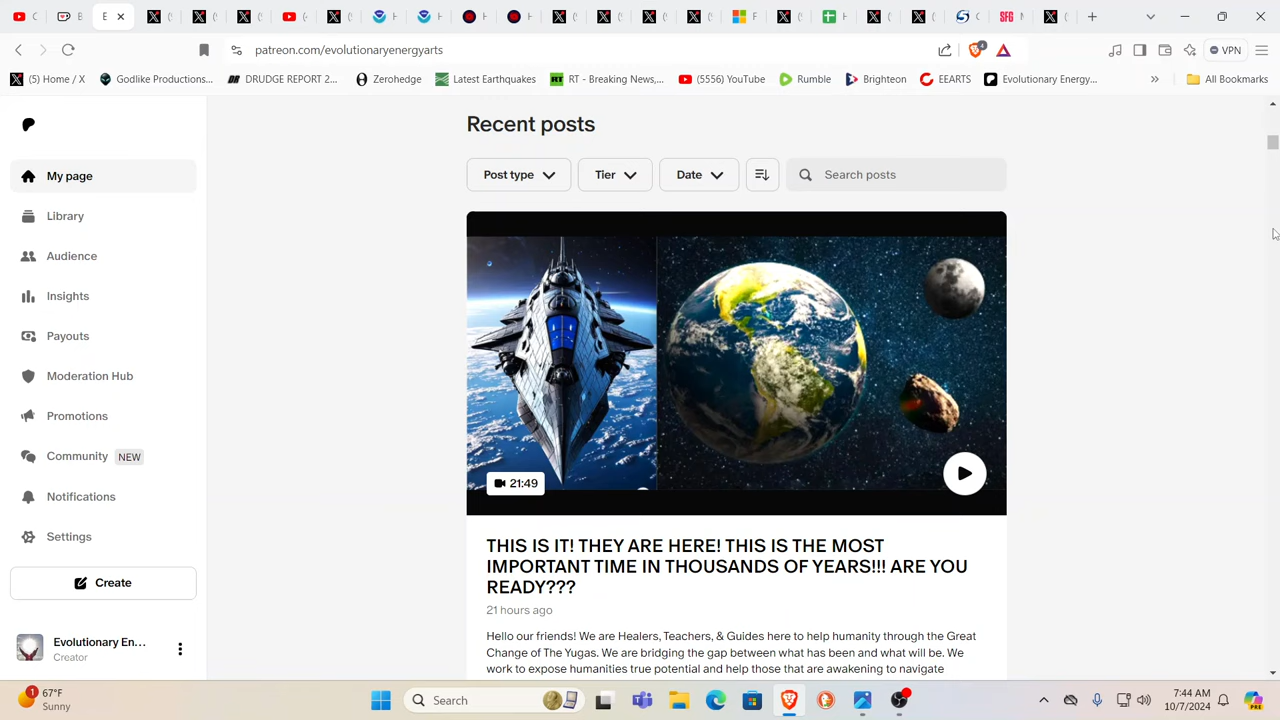 patreon.com/evolutionaryenergyarts
4
VPN
(5) Home / X
Godlike Productions...
DRUDGE REPORT 2...
Zerohedge
Latest Earthquakes
RT - Breaking News,...
(5555) YouTube
Rumble
Brighteon
EEARTS
Evolutionary Energy...
All Bookmarks
My page
Library
Audience
Insights
Payouts
Moderation Hub
Promotions
Community NEW
Notifications
Settings
Create
Evolutionary En...
Creator
Recent posts
Post type
Tier
Date
Search posts
21:49
THIS IS IT! THEY ARE HERE! THIS IS THE MOST
IMPORTANT TIME IN THOUSANDS OF YEARS!!! ARE YOU
READY???
21 hours ago
Hello our friends! We are Healers, Teachers, & Guides here to help humanity through the Great
Change of The Yugas. We are bridging the gap between what has been and what will be. We
work to expose humanities true potential and help those that are awakening to navigate
1
67°F
Sunny
Search
7:44 AM
10/7/2024